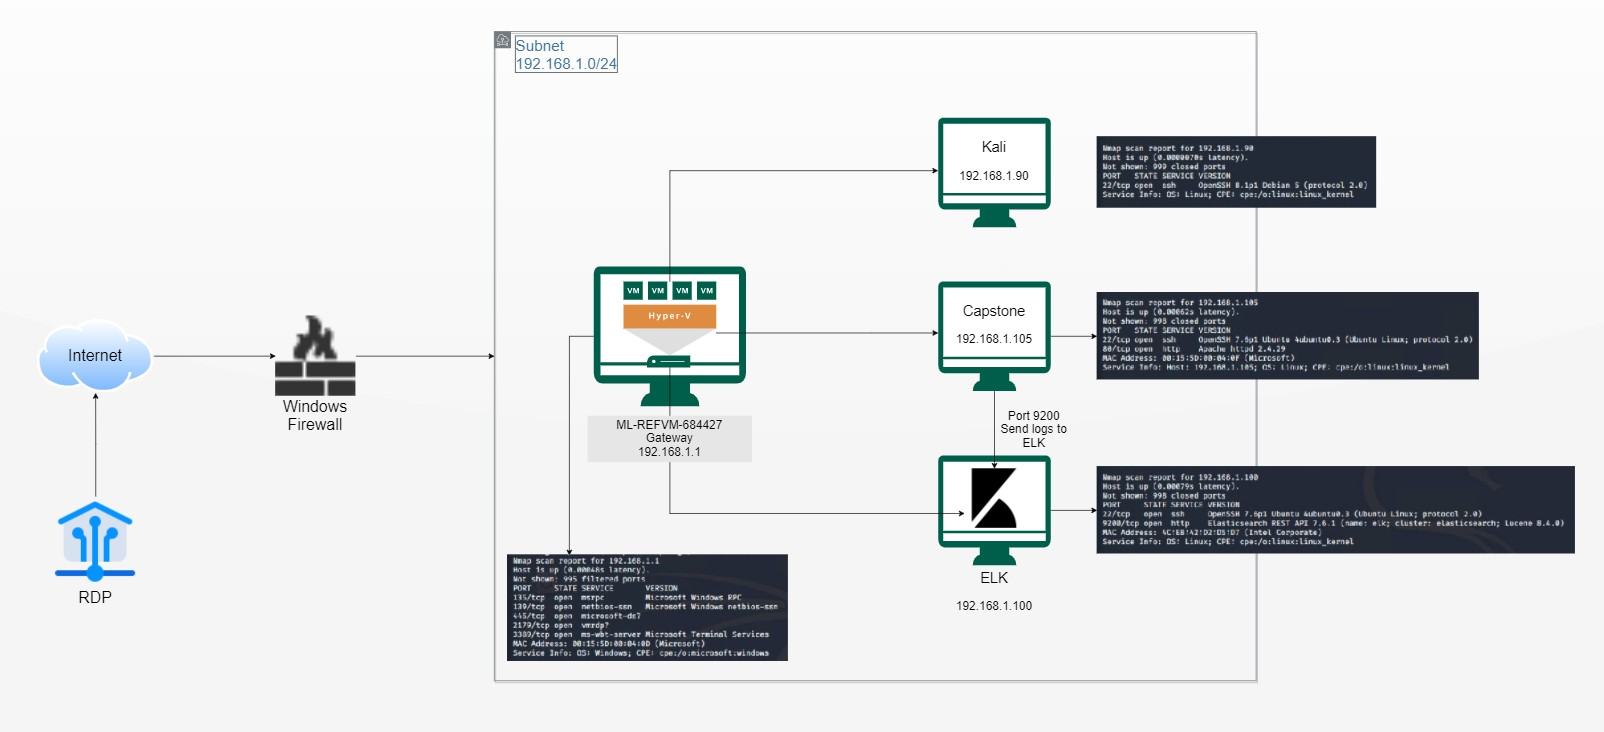 Subnet
192.168.1.0/24
Kali
192.168.1.90
Nmap scan report for 192.168.1.90
Host is up (0.0000070s latency).
Not shown: 999 closed ports
PORT STATE SERVICE VERSION
22/tcp open ssh OpenSSH 8.1p1 Debian 5 (protocol 2.0)
Service Info: OS: Linux; CPE: cpe:/o:linux:linux_kernel
VM VM VM VM
Hyper-V
Capstone
192.168.1.105
Nmap scan report for 192.168.1.105
Host is up (0.00062s latency).
Not shown: 998 closed ports
PORT STATE SERVICE VERSION
22/tcp open ssh OpenSSH 7.6p1 Ubuntu 4ubuntu0.3 (Ubuntu Linux; protocol 2.0)
80/tcp open http Apache httpd 2.4.29
MAC Address: 00:15:5D:00:04:0F (Microsoft)
Service Info: Host: 192.168.1.105; OS: Linux; CPE: cpe:/o:linux:linux_kernel
Internet
Windows
Firewall
ML-REFVM-684427
Gateway
192.168.1.1
Port 9200
Send logs to
ELK
Nmap scan report for 192.168.1.100
Host is up (0.00079s latency).
Not shown: 998 closed ports
PORT STATE SERVICE VERSION
22/tcp open ssh OpenSSH 7.6p1 Ubuntu 4ubuntu0.3 (Ubuntu Linux; protocol 2.0)
9200/tcp open http Elasticsearch REST API 7.6.1 (name: elk; cluster: elasticsearch; Lucene 8.4.0)
MAC Address: 4C:EB:42:D2:D5:D7 (Intel Corporate)
Service Info: OS: Linux; CPE: cpe:/o:linux:linux_kernel
ELK
192.168.1.100
RDP
Nmap scan report for 192.168.1.1
Host is up (0.00048s latency).
Not shown: 995 filtered ports
PORT STATE SERVICE VERSION
135/tcp open msrpc Microsoft Windows RPC
139/tcp open netbios-ssn Microsoft Windows netbios-ssn
445/tcp open microsoft-ds?
2179/tcp open vmrdp?
3389/tcp open ms-wbt-server Microsoft Terminal Services
MAC Address: 00:15:5D:00:04:0D (Microsoft)
Service Info: OS: Windows; CPE: cpe:/o:microsoft:windows